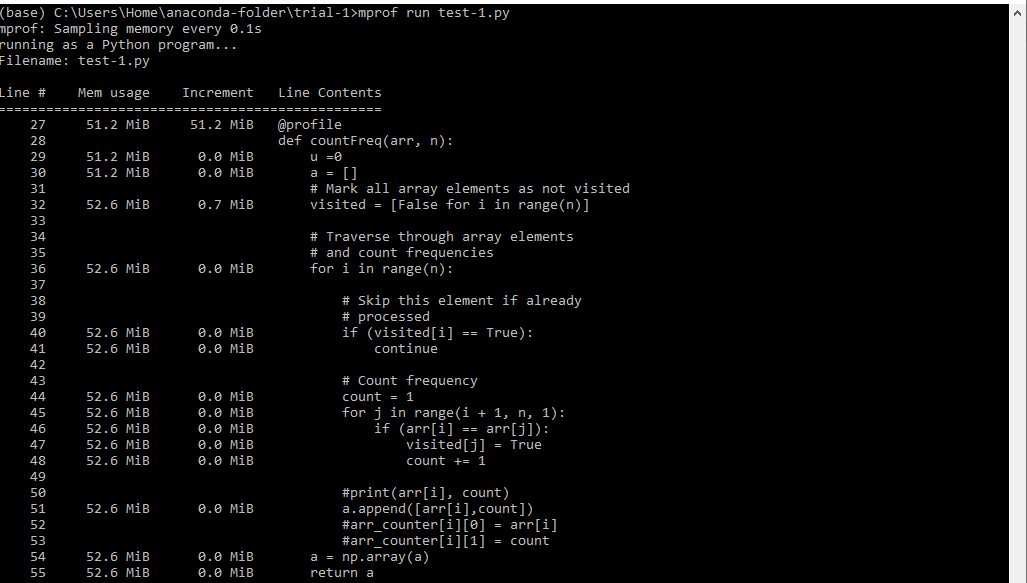 (base) C:\Users\Home\anaconda-folder\trial-1>mprof run test-1.py
mprof: Sampling memory every 0.1s
running as a Python program...
Filename: test-1.py

Line #    Mem usage    Increment   Line Contents
================================================
    27     51.2 MiB     51.2 MiB   @profile
    28                             def countFreq(arr, n):
    29     51.2 MiB      0.0 MiB       u =0
    30     51.2 MiB      0.0 MiB       a = []
    31                                 # Mark all array elements as not visited
    32     52.6 MiB      0.7 MiB       visited = [False for i in range(n)]
    33
    34                                 # Traverse through array elements
    35                                 # and count frequencies
    36     52.6 MiB      0.0 MiB       for i in range(n):
    37
    38                                     # Skip this element if already
    39                                     # processed
    40     52.6 MiB      0.0 MiB           if (visited[i] == True):
    41     52.6 MiB      0.0 MiB               continue
    42
    43                                     # Count frequency
    44     52.6 MiB      0.0 MiB           count = 1
    45     52.6 MiB      0.0 MiB           for j in range(i + 1, n, 1):
    46     52.6 MiB      0.0 MiB               if (arr[i] == arr[j]):
    47     52.6 MiB      0.0 MiB                   visited[j] = True
    48     52.6 MiB      0.0 MiB                   count += 1
    49
    50                                     #print(arr[i], count)
    51     52.6 MiB      0.0 MiB           a.append([arr[i],count])
    52                                     #arr_counter[i][0] = arr[i]
    53                                     #arr_counter[i][1] = count
    54     52.6 MiB      0.0 MiB       a = np.array(a)
    55     52.6 MiB      0.0 MiB       return a